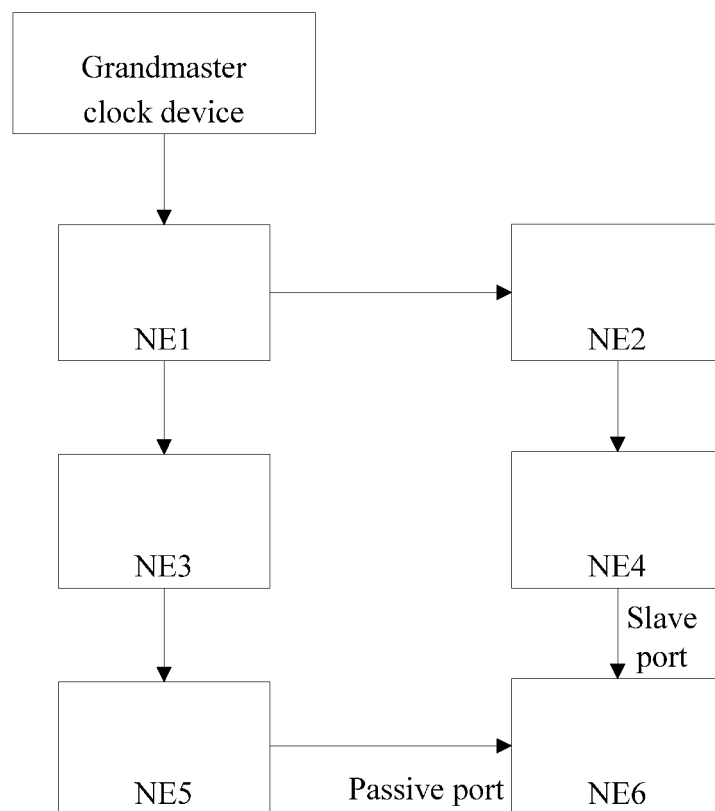 Grandmaster
clock device
NE1
NE2
NE3
NE4
Slave
port
NE5
Passive port
NE6